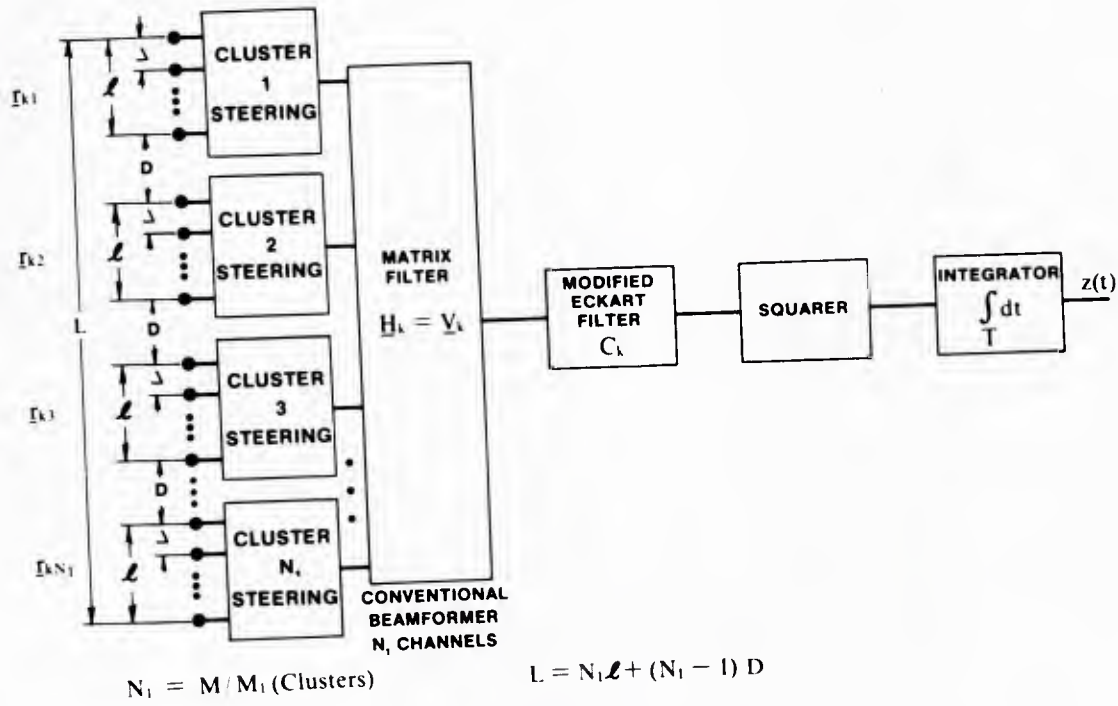 CLUSTER
1
STEERING
r_k1
ℓ
Δ
D
CLUSTER
2
STEERING
r_k2
ℓ
Δ
D
L
CLUSTER
3
STEERING
r_k3
ℓ
Δ
D
CLUSTER
N₁
STEERING
r_kN₁
ℓ
Δ
MATRIX
FILTER
H_k = V_k
CONVENTIONAL
BEAMFORMER
N₁ CHANNELS
MODIFIED
ECKART
FILTER
C_k
SQUARER
INTEGRATOR
∫ dt
T
z(t)
N₁ = M/M₁ (Clusters)
L = N₁ℓ + (N₁ − 1) D